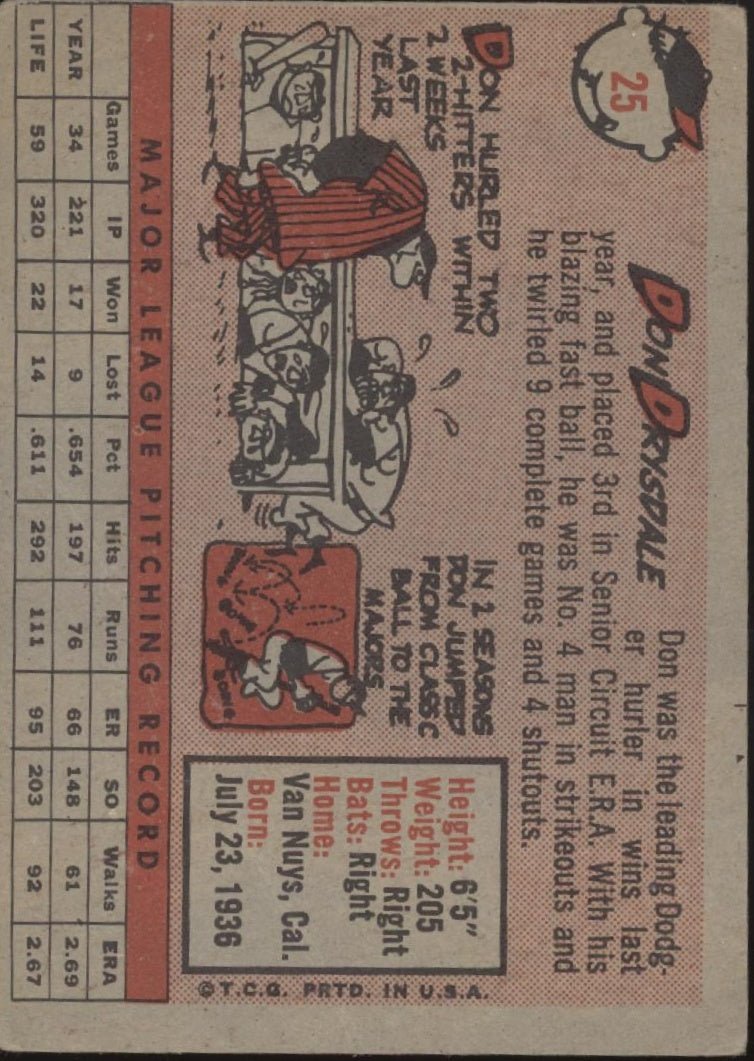 25
DON DRYSDALE
Don was the leading Dodg-
er hurler in wins last
year, and placed 3rd in Senior Circuit E.R.A. With his
blazing fast ball, he was No. 4 man in strikeouts and
he twirled 9 complete games and 4 shutouts.
DON HURLED TWO
2-HITTERS WITHIN
2 WEEKS
LAST
YEAR
IN 2 SEASONS
DON JUMPED
FROM CLASS C
BALL TO THE
MAJORS
Height: 6'5"
Weight: 205
Throws: Right
Bats: Right
Home:
Van Nuys, Cal.
Born:
July 23, 1936
©T.C.G. PRTD. IN U.S.A.
MAJOR LEAGUE PITCHING RECORD
Games IP Won Lost Pct Hits Runs ER SO Walks ERA
YEAR 34 221 17 9 .654 197 76 66 148 61 2.69
LIFE 59 320 22 14 .611 292 111 95 203 92 2.67